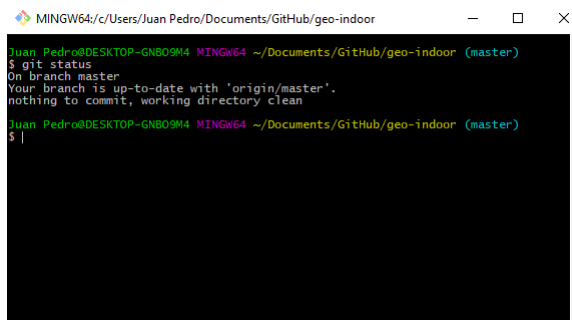 MINGW64:/c/Users/Juan Pedro/Documents/GitHub/geo-indoor
Juan Pedro@DESKTOP-GNBO9M4 MINGW64 ~/Documents/GitHub/geo-indoor (master)
$ git status
On branch master
Your branch is up-to-date with 'origin/master'.
nothing to commit, working directory clean
Juan Pedro@DESKTOP-GNBO9M4 MINGW64 ~/Documents/GitHub/geo-indoor (master)
$